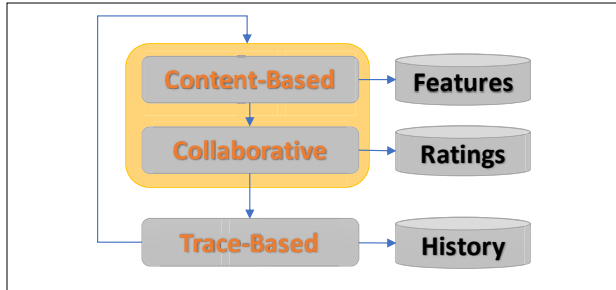 Content-Based
Features
Collaborative
Ratings
Trace-Based
History